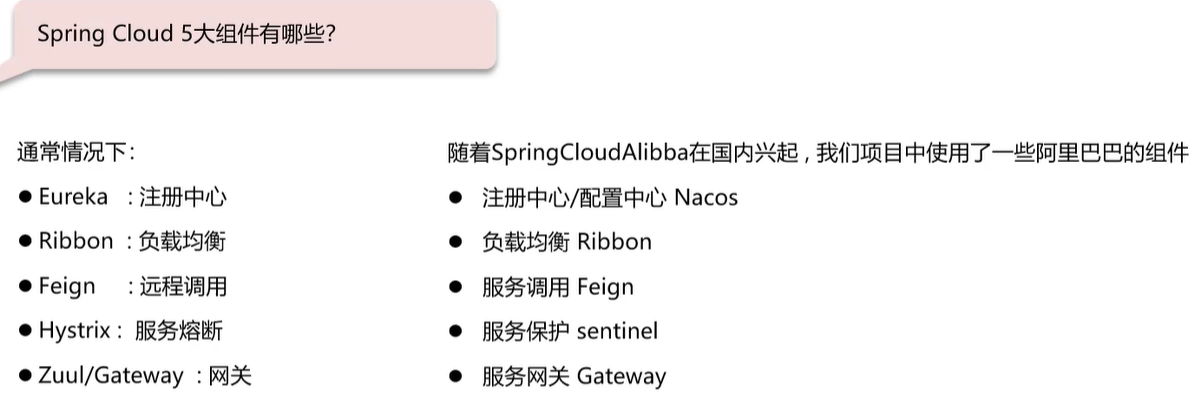 Spring Cloud 5大组件有哪些?
通常情况下:
● Eureka : 注册中心
● Ribbon : 负载均衡
● Feign : 远程调用
● Hystrix : 服务熔断
● Zuul/Gateway : 网关
随着SpringCloudAlibba在国内兴起 , 我们项目中使用了一些阿里巴巴的组件
● 注册中心/配置中心 Nacos
● 负载均衡 Ribbon
● 服务调用 Feign
● 服务保护 sentinel
● 服务网关 Gateway